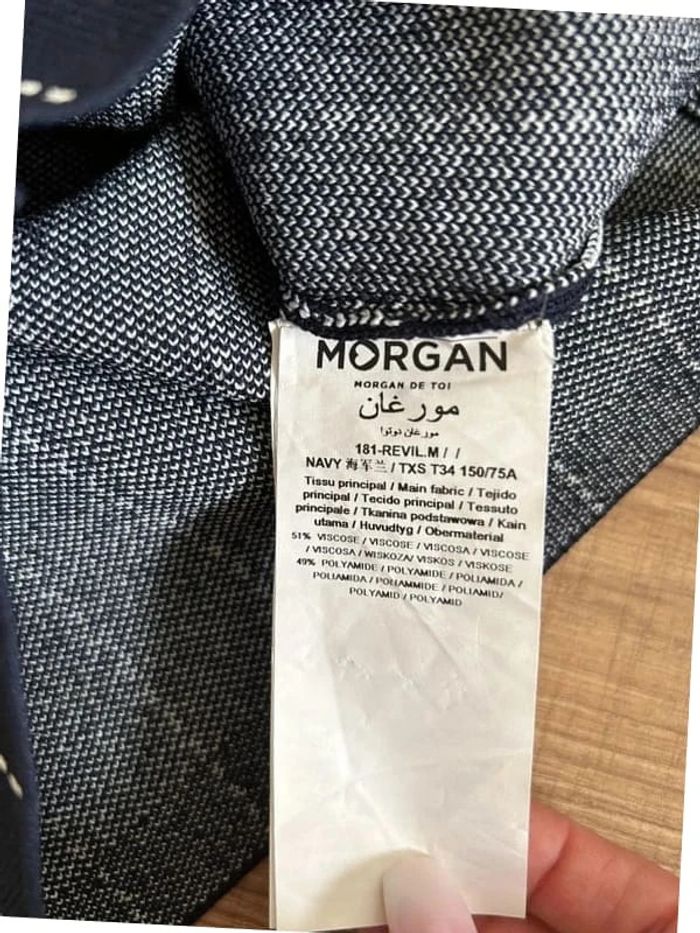 MORGAN
MORGAN DE TOI
مورغان
مورغان دوتوا
181-REVIL.M / /
NAVY 海军兰 / TXS T34 150/75A
Tissu principal / Main fabric / Tejido
principal / Tecido principal / Tessuto
principale / Tkanina podstawowa / Kain
utama / Huvudtyg / Obermaterial
51% VISCOSE / VISCOSE / VISCOSA / VISCOSE
/ VISCOSA / WISKOZA/ VISKOS / VISKOSE
49% POLYAMIDE / POLYAMIDE / POLIAMIDA /
POLIAMIDA / POLIAMMIDE / POLIAMID/
POLYAMID / POLYAMID